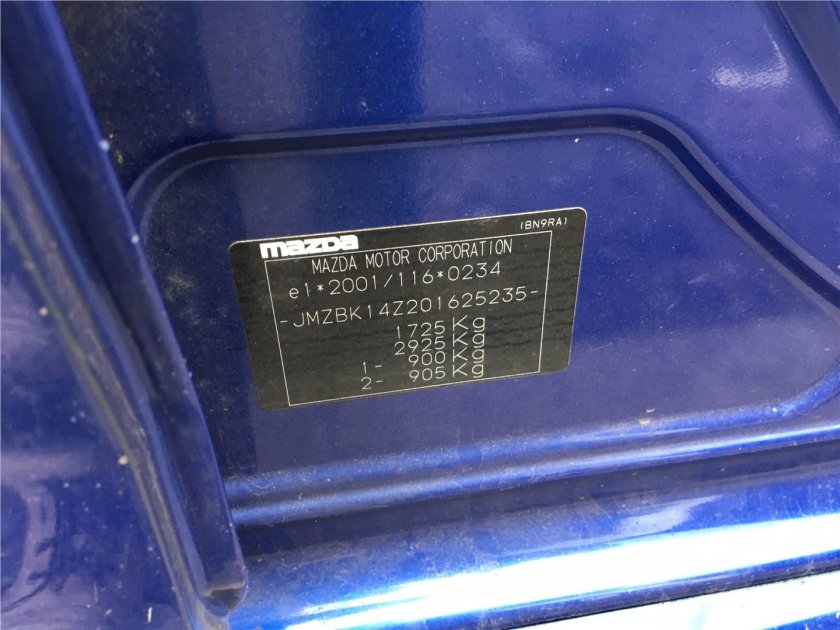 mazda (BN9RA)
MAZDA MOTOR CORPORATION
e1*2001/116*0234
-JMZBK14Z201625235-
1725 Kg
2925 Kg
1- 900 Kg
2- 905 Kg